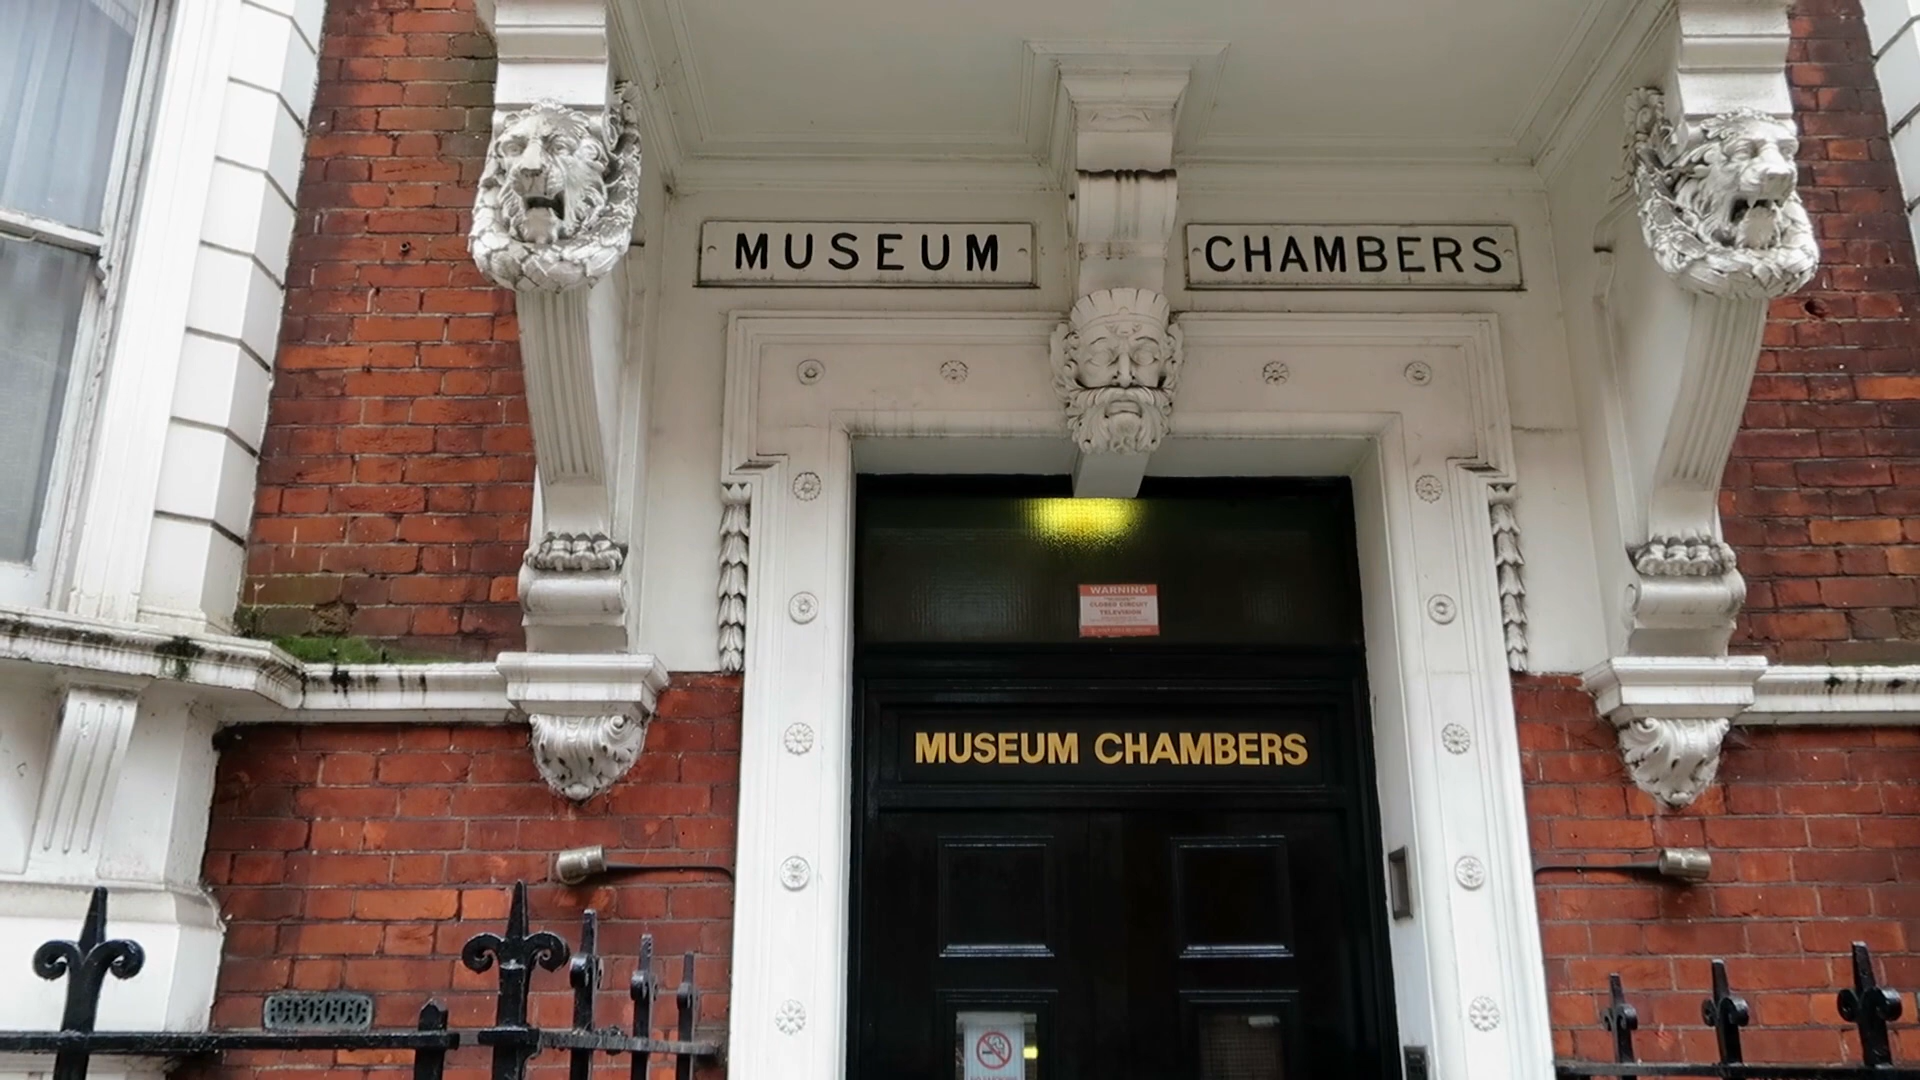 MUSEUM CHAMBERS
WARNING
CLOSED CIRCUIT
TELEVISION
MUSEUM CHAMBERS